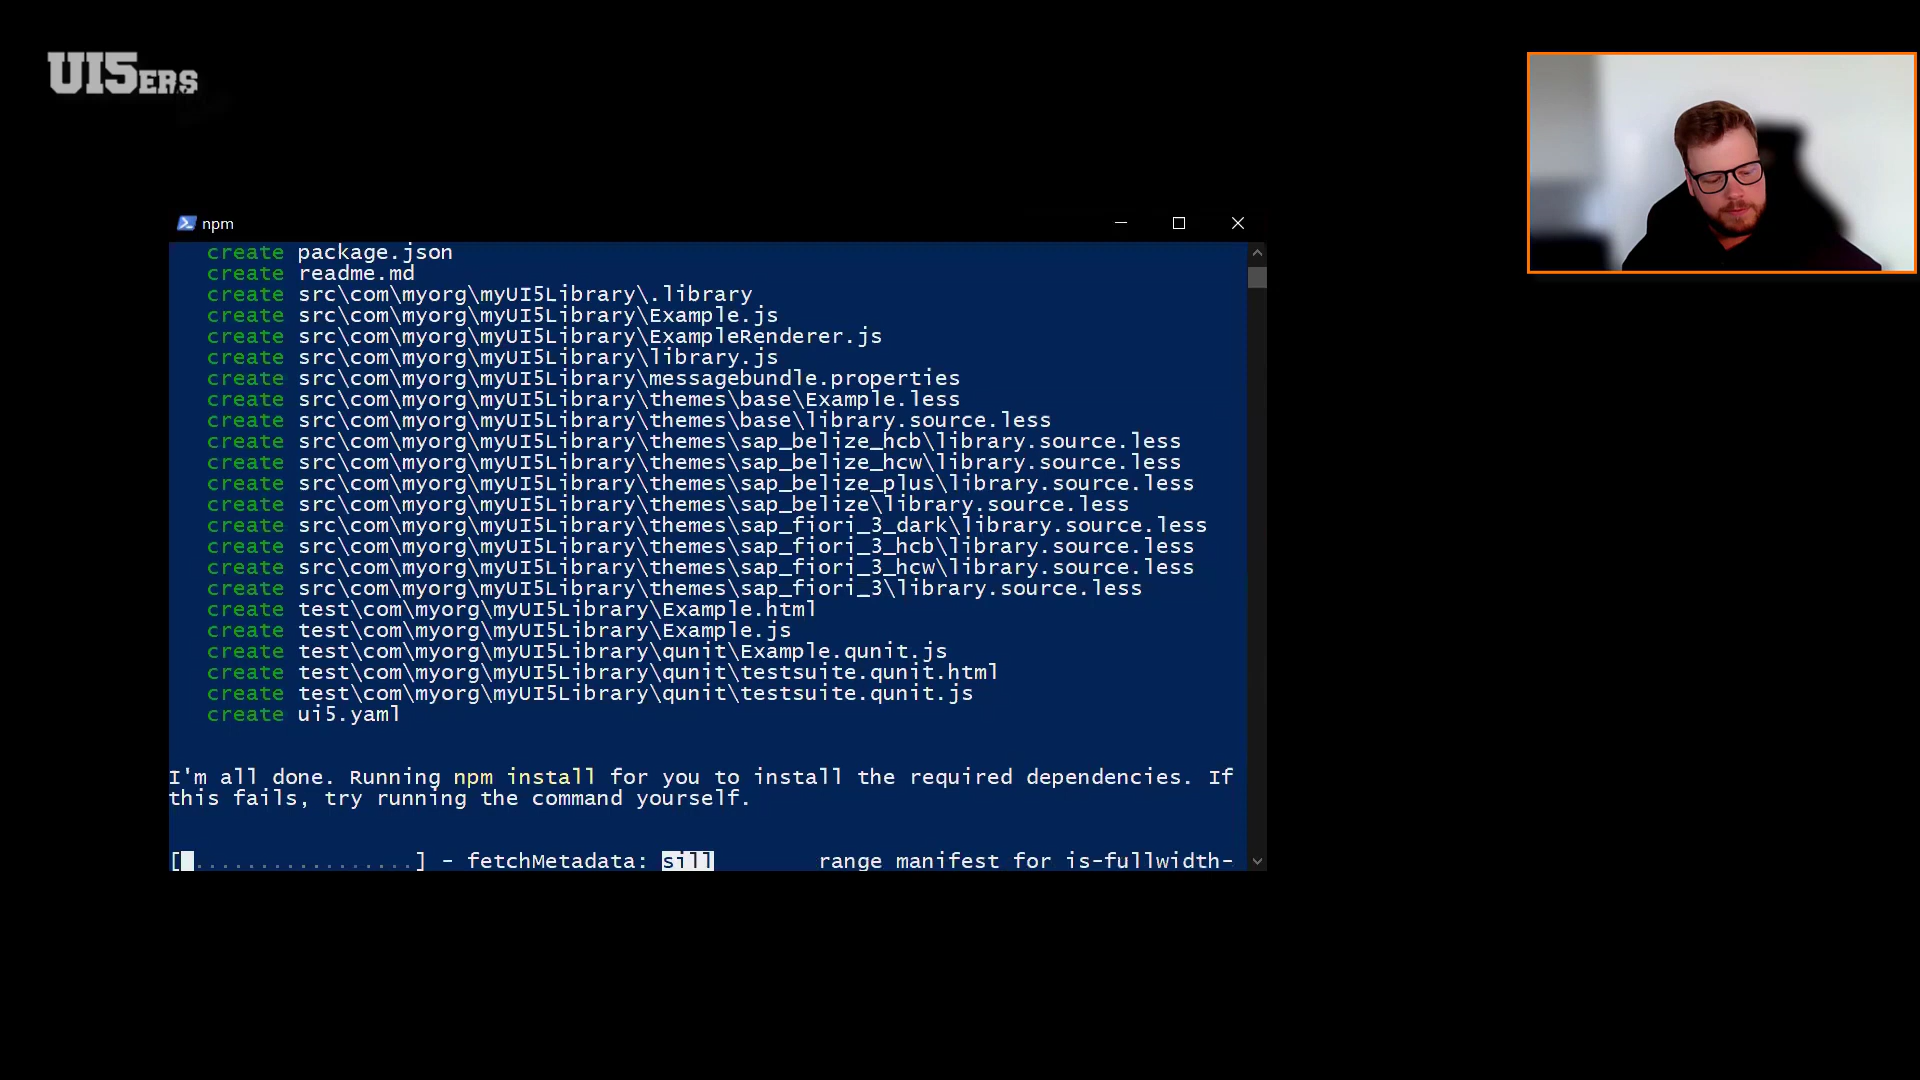 UI5ERS
npm
create package.json
create readme.md
create src\com\myorg\myUI5Library\.library
create src\com\myorg\myUI5Library\Example.js
create src\com\myorg\myUI5Library\ExampleRenderer.js
create src\com\myorg\myUI5Library\library.js
create src\com\myorg\myUI5Library\messagebundle.properties
create src\com\myorg\myUI5Library\themes\base\Example.less
create src\com\myorg\myUI5Library\themes\base\library.source.less
create src\com\myorg\myUI5Library\themes\sap_belize_hcb\library.source.less
create src\com\myorg\myUI5Library\themes\sap_belize_hcw\library.source.less
create src\com\myorg\myUI5Library\themes\sap_belize_plus\library.source.less
create src\com\myorg\myUI5Library\themes\sap_belize\library.source.less
create src\com\myorg\myUI5Library\themes\sap_fiori_3_dark\library.source.less
create src\com\myorg\myUI5Library\themes\sap_fiori_3_hcb\library.source.less
create src\com\myorg\myUI5Library\themes\sap_fiori_3_hcw\library.source.less
create src\com\myorg\myUI5Library\themes\sap_fiori_3\library.source.less
create test\com\myorg\myUI5Library\Example.html
create test\com\myorg\myUI5Library\Example.js
create test\com\myorg\myUI5Library\qunit\Example.qunit.js
create test\com\myorg\myUI5Library\qunit\testsuite.qunit.html
create test\com\myorg\myUI5Library\qunit\testsuite.qunit.js
create ui5.yaml
I'm all done. Running npm install for you to install the required dependencies. If
this fails, try running the command yourself.
[ .................] - fetchMetadata: sill range manifest for is-fullwidth-